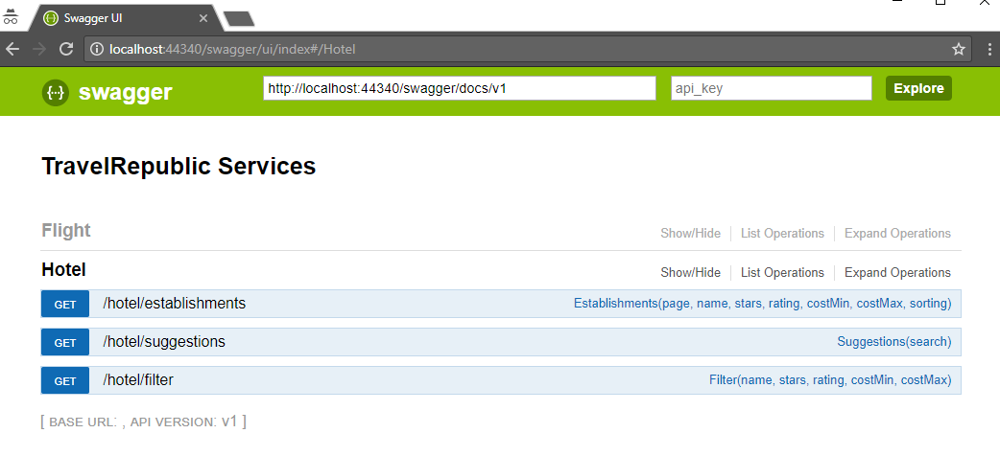 Swagger UI
localhost:44340/swagger/ui/index#/Hotel
{···} swagger http://localhost:44340/swagger/docs/v1 api_key Explore
TravelRepublic Services
Flight Show/Hide List Operations Expand Operations
Hotel Show/Hide List Operations Expand Operations
GET /hotel/establishments Establishments(page, name, stars, rating, costMin, costMax, sorting)
GET /hotel/suggestions Suggestions(search)
GET /hotel/filter Filter(name, stars, rating, costMin, costMax)
[ BASE URL: , API VERSION: v1 ]